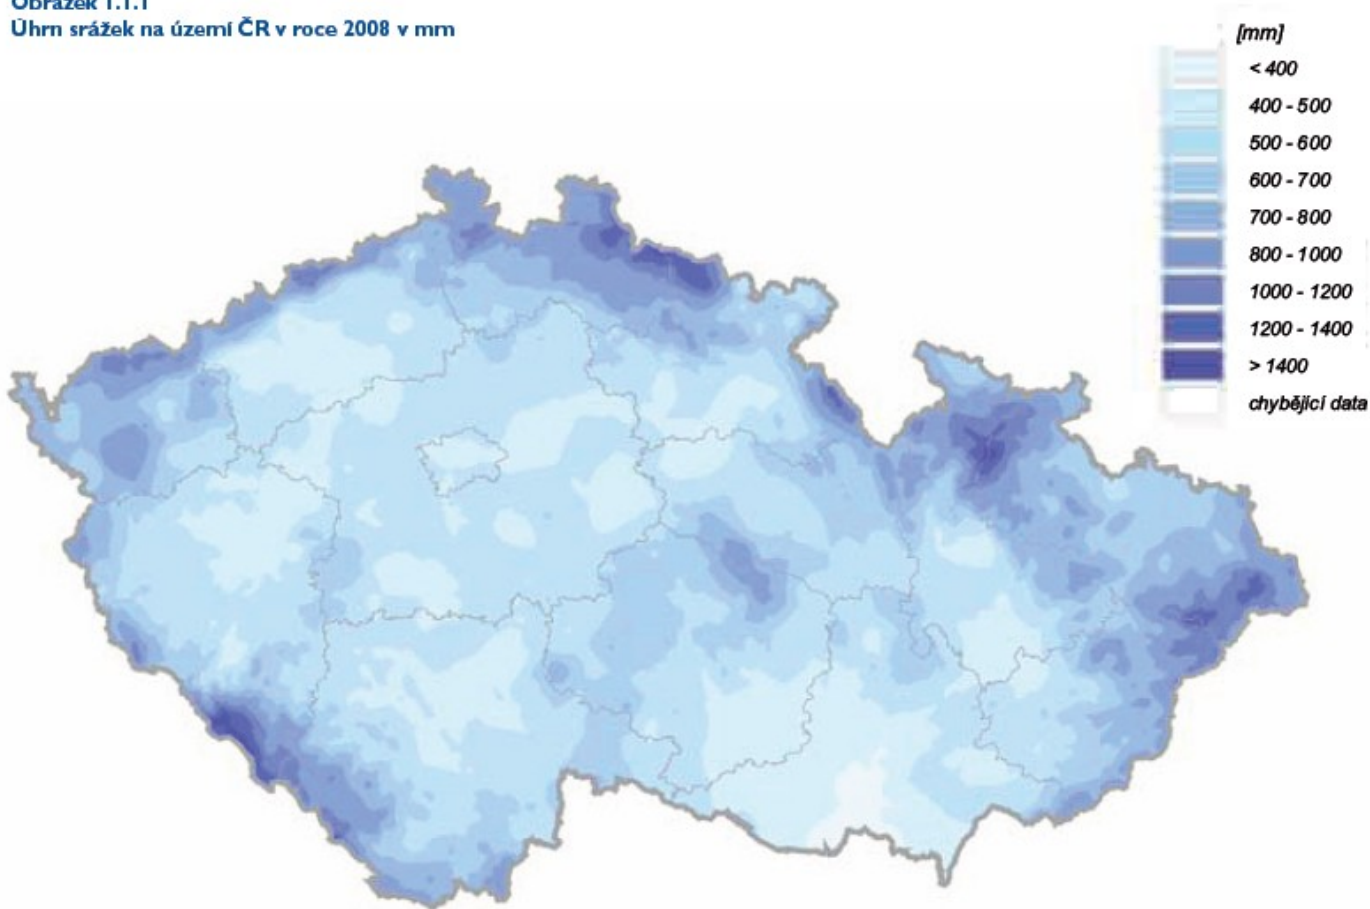 Obrázek 1.1.1
Úhrn srážek na území ČR v roce 2008 v mm
[mm]
< 400
400 - 500
500 - 600
600 - 700
700 - 800
800 - 1000
1000 - 1200
1200 - 1400
> 1400
chybějící data